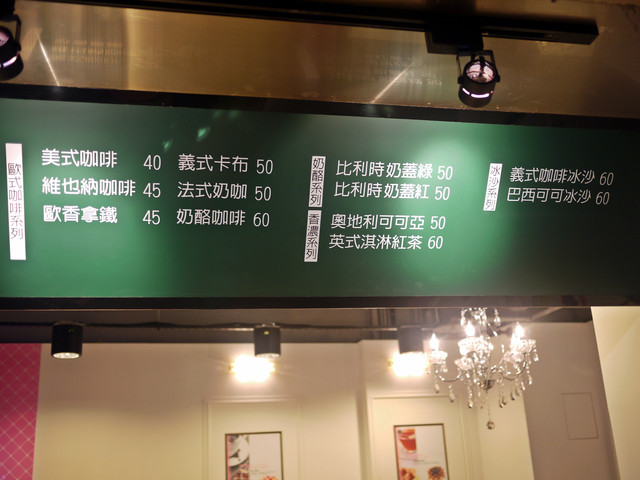 歐式咖啡系列
美式咖啡 40 義式卡布 50
維也納咖啡 45 法式奶咖 50
歐香拿鐵 45 奶酪咖啡 60
奶酪系列
比利時奶蓋綠 50
比利時奶蓋紅 50
香濃系列
奧地利可可亞 50
英式淇淋紅茶 60
冰沙系列
義式咖啡冰沙 60
巴西可可冰沙 60